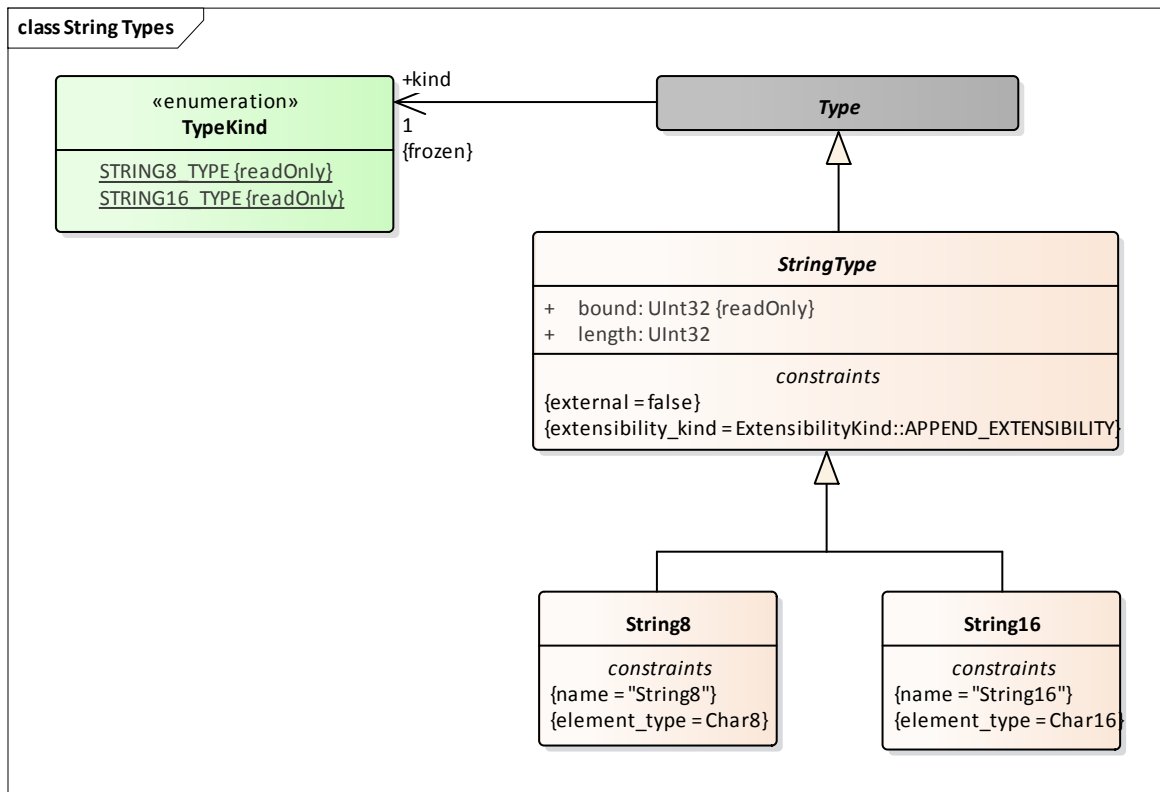 class String Types
«enumeration»
TypeKind
STRING8_TYPE {readOnly}
STRING16_TYPE {readOnly}
+kind
1
{frozen}
Type
StringType
+ bound: UInt32 {readOnly}
+ length: UInt32
constraints
{external = false}
{extensibility_kind = ExtensibilityKind::APPEND_EXTENSIBILITY}
String8
constraints
{name = "String8"}
{element_type = Char8}
String16
constraints
{name = "String16"}
{element_type = Char16}